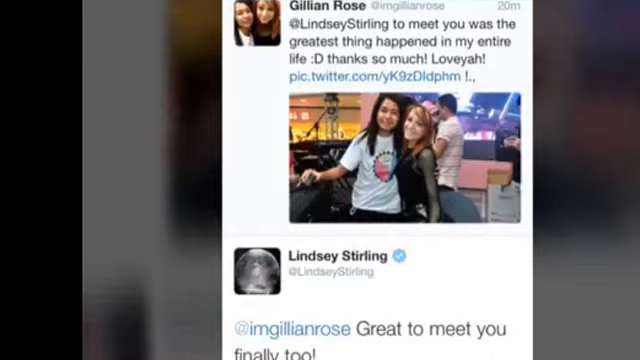 Gillian Rose @imgillianrose 20m
@LindseyStirling to meet you was the
greatest thing happened in my entire
life :D thanks so much! Loveyah!
pic.twitter.com/yK9zDIdphm !.,
Lindsey Stirling
@LindseyStirling
@imgillianrose Great to meet you
finally too!